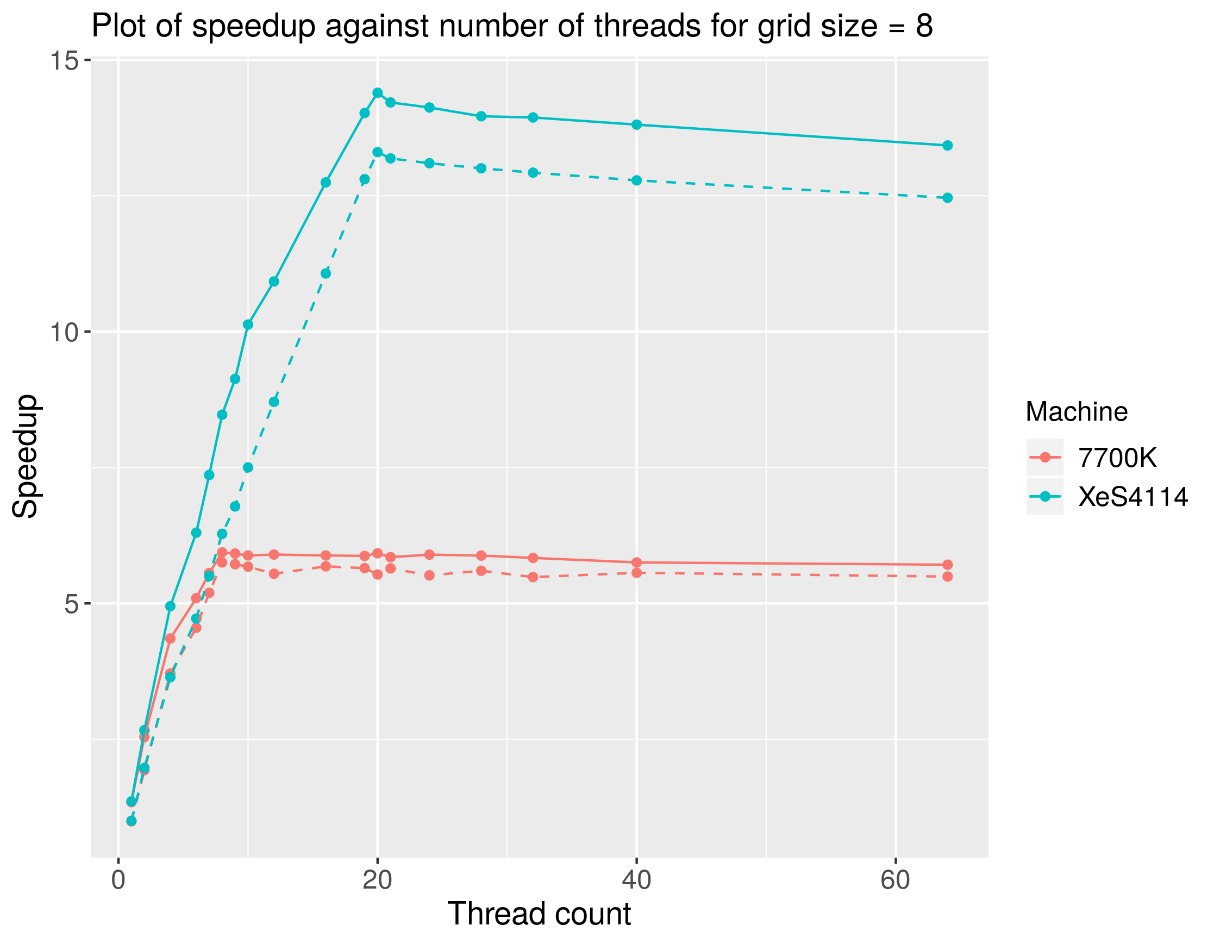 Plot of speedup against number of threads for grid size = 8
15
10
5
Speedup
0
20
40
60
Thread count
Machine
7700K
XeS4114